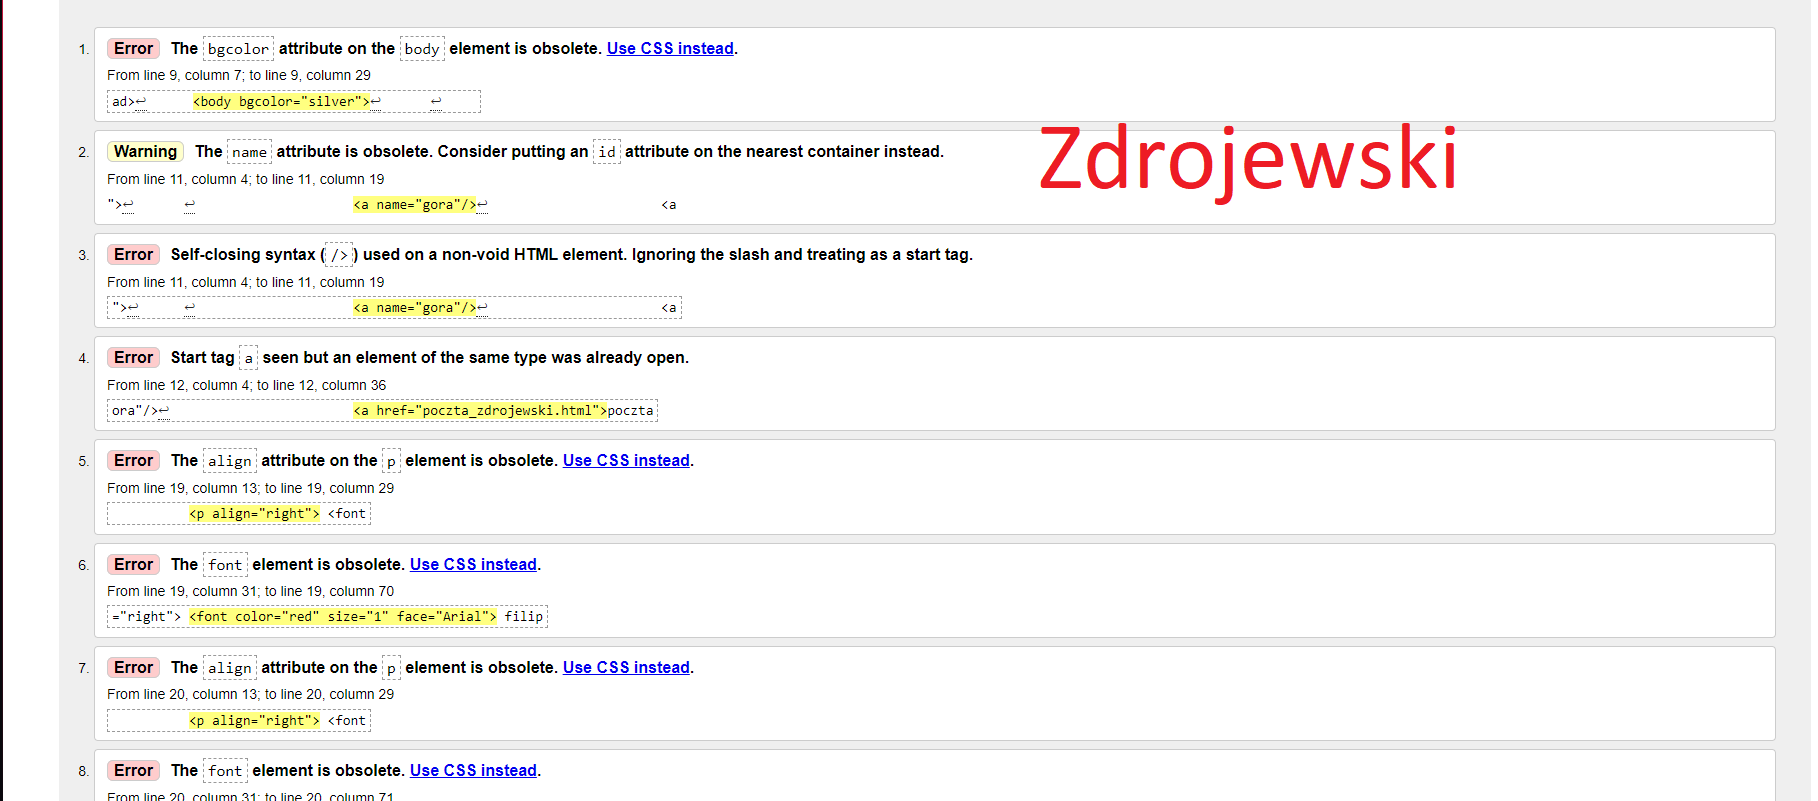 1. Error The bgcolor attribute on the body element is obsolete. Use CSS instead.
From line 9, column 7; to line 9, column 29
ad>↩ <body bgcolor="silver">↩ ↩
2. Warning The name attribute is obsolete. Consider putting an id attribute on the nearest container instead.
Zdrojewski
From line 11, column 4; to line 11, column 19
">↩ ↩ <a name="gora"/>↩ <a
3. Error Self-closing syntax (/>) used on a non-void HTML element. Ignoring the slash and treating as a start tag.
From line 11, column 4; to line 11, column 19
">↩ ↩ <a name="gora"/>↩ <a
4. Error Start tag a seen but an element of the same type was already open.
From line 12, column 4; to line 12, column 36
ora"/>↩ <a href="poczta_zdrojewski.html">poczta
5. Error The align attribute on the p element is obsolete. Use CSS instead.
From line 19, column 13; to line 19, column 29
<p align="right"> <font
6. Error The font element is obsolete. Use CSS instead.
From line 19, column 31; to line 19, column 70
="right"> <font color="red" size="1" face="Arial"> filip
7. Error The align attribute on the p element is obsolete. Use CSS instead.
From line 20, column 13; to line 20, column 29
<p align="right"> <font
8. Error The font element is obsolete. Use CSS instead.
From line 20, column 31; to line 20, column 71